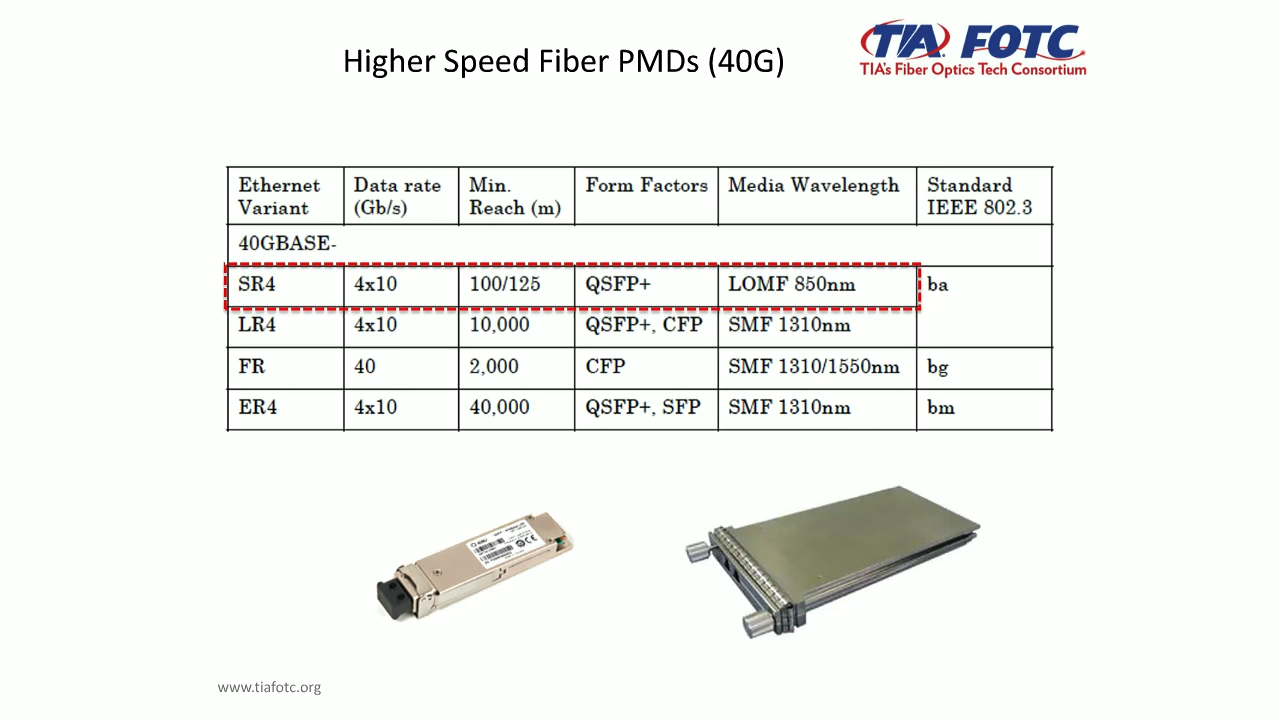 Higher Speed Fiber PMDs (40G)
TIA FOTC
TIA's Fiber Optics Tech Consortium
Ethernet Variant Data rate (Gb/s) Min. Reach (m) Form Factors Media Wavelength Standard IEEE 802.3
40GBASE-
SR4 4x10 100/125 QSFP+ LOMF 850nm ba
LR4 4x10 10,000 QSFP+, CFP SMF 1310nm
FR 40 2,000 CFP SMF 1310/1550nm bg
ER4 4x10 40,000 QSFP+, SFP SMF 1310nm bm
www.tiafotc.org